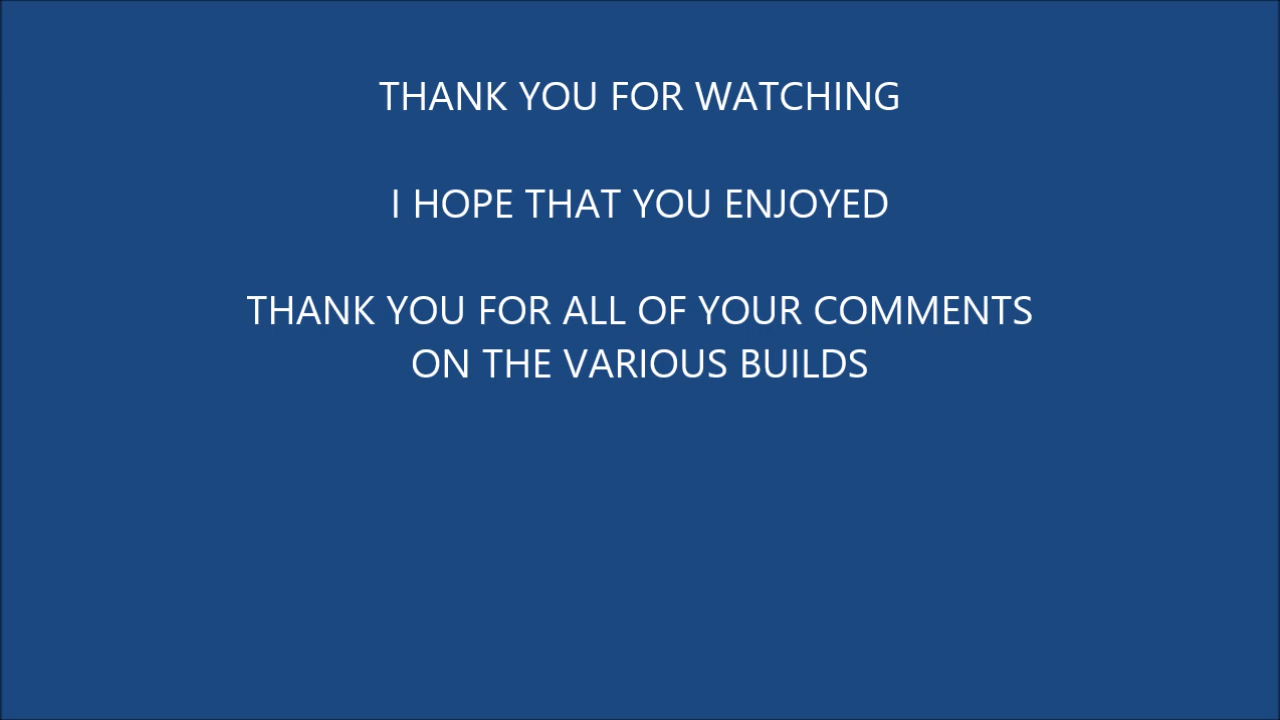 THANK YOU FOR WATCHING
I HOPE THAT YOU ENJOYED
THANK YOU FOR ALL OF YOUR COMMENTS
ON THE VARIOUS BUILDS